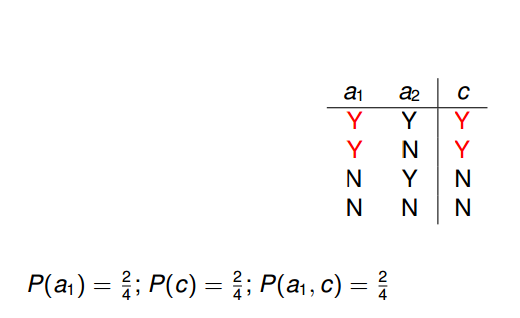 a₁ a₂ c
Y Y Y
Y N Y
N Y N
N N N
P(a₁) = 2/4; P(c) = 2/4; P(a₁, c) = 2/4